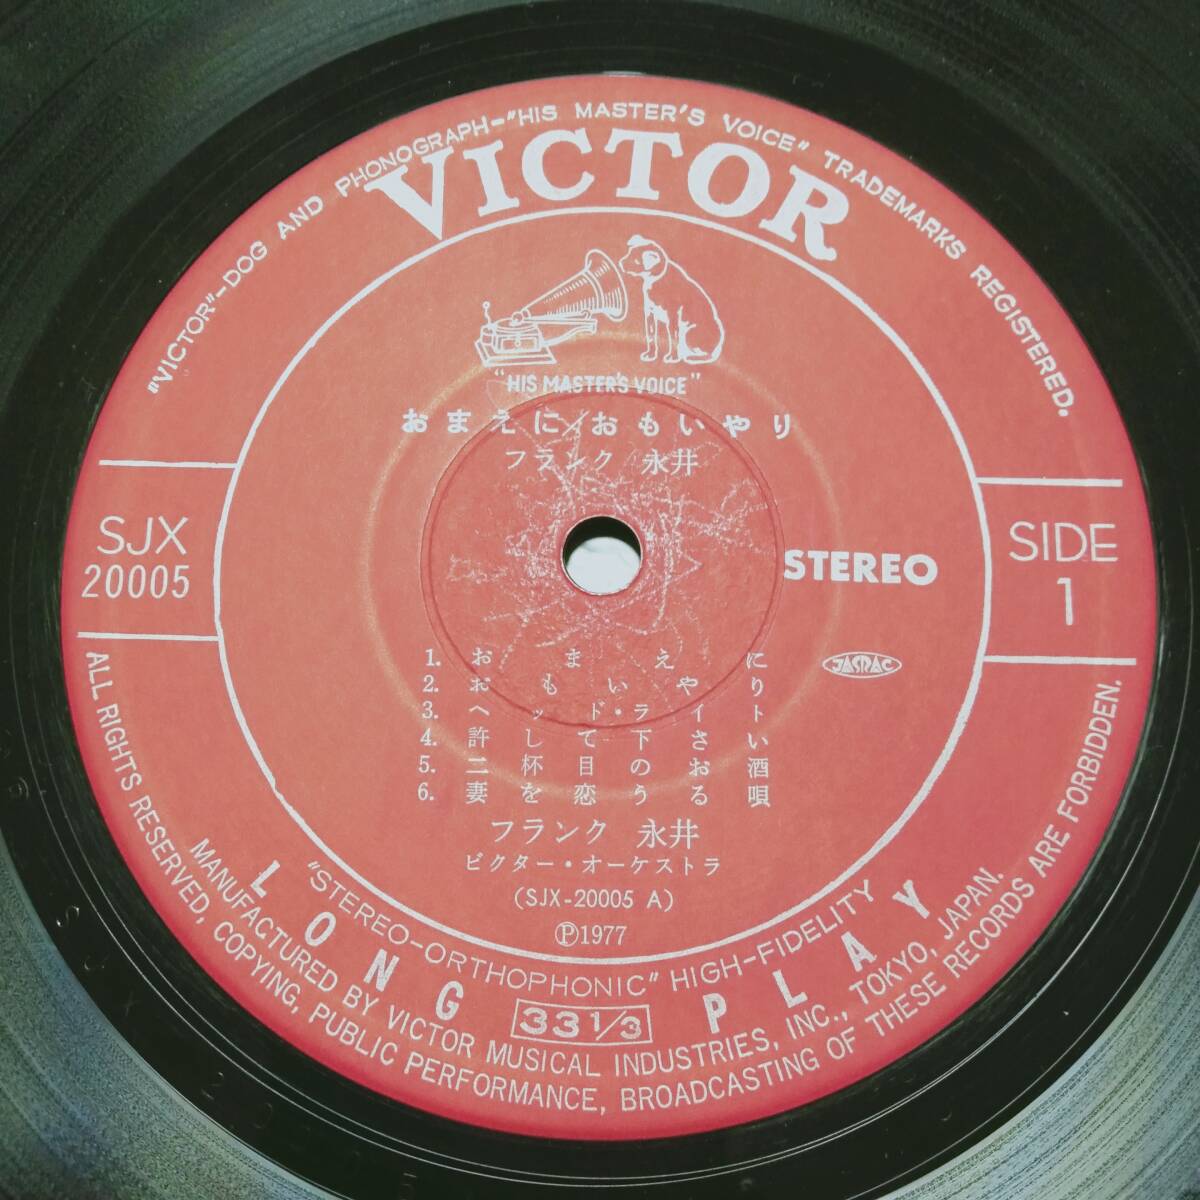 "VICTOR"–DOG AND PHONOGRAPH–"HIS MASTER'S VOICE" TRADEMARKS REGISTERED.
VICTOR
"HIS MASTER'S VOICE"
おまえに/おもいやり
フランク 永井
SJX
20005
STEREO
SIDE
1
JASRAC
1. おまえに
2. おもいやり
3. ヘッド・ライト
4. 許して下さい
5. 二杯目のお酒
6. 妻を恋うる唄
フランク 永井
ビクター・オーケストラ
(SJX-20005 A)
Ⓟ1977
"STEREO–ORTHOPHONIC" HIGH–FIDELITY
LONG 33 1/3 PLAY
MANUFACTURED BY VICTOR MUSICAL INDUSTRIES, INC., TOKYO, JAPAN.
ALL RIGHTS RESERVED, COPYING, PUBLIC PERFORMANCE, BROADCASTING OF THESE RECORDS ARE FORBIDDEN.